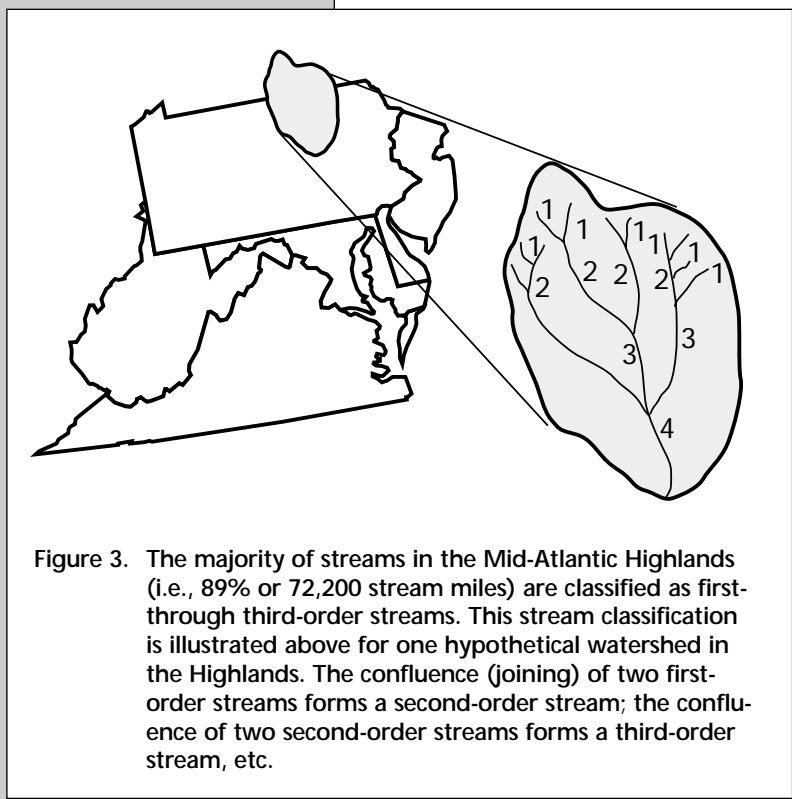 1 1 1 1 1 1 1
2 2 2 2
3 3
4
Figure 3. The majority of streams in the Mid-Atlantic Highlands
(i.e., 89% or 72,200 stream miles) are classified as first-
through third-order streams. This stream classification
is illustrated above for one hypothetical watershed in
the Highlands. The confluence (joining) of two first-
order streams forms a second-order stream; the conflu-
ence of two second-order streams forms a third-order
stream, etc.